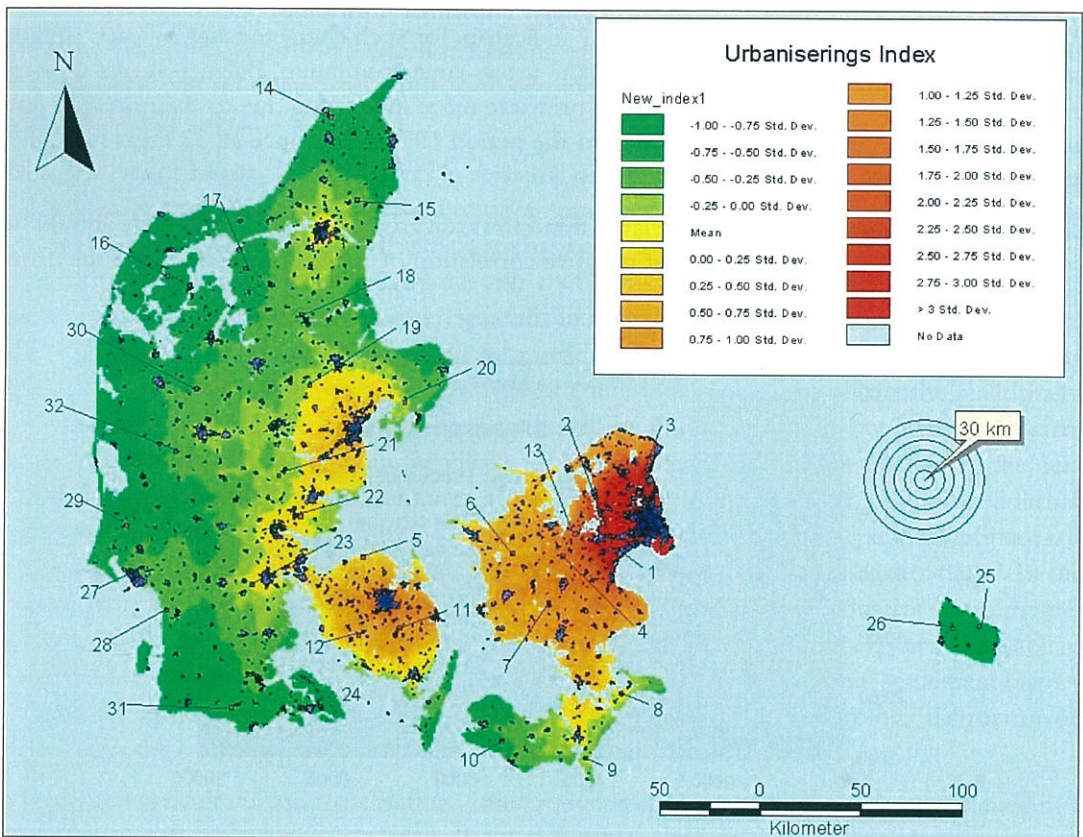 N
Urbaniserings Index
New_index1
-1.00 - -0.75 Std. Dev.
-0.75 - -0.50 Std. Dev.
-0.50 - -0.25 Std. Dev.
-0.25 - 0.00 Std. Dev.
Mean
0.00 - 0.25 Std. Dev.
0.25 - 0.50 Std. Dev.
0.50 - 0.75 Std. Dev.
0.75 - 1.00 Std. Dev.
1.00 - 1.25 Std. Dev.
1.25 - 1.50 Std. Dev.
1.50 - 1.75 Std. Dev.
1.75 - 2.00 Std. Dev.
2.00 - 2.25 Std. Dev.
2.25 - 2.50 Std. Dev.
2.50 - 2.75 Std. Dev.
2.75 - 3.00 Std. Dev.
> 3 Std. Dev.
No Data
14
17
15
16
18
30
19
20
32
2
3
13
30 km
21
29
22
6
23
5
27
1
25
28
11
26
12
7
4
24
31
8
10
9
50 0 50 100
Kilometer